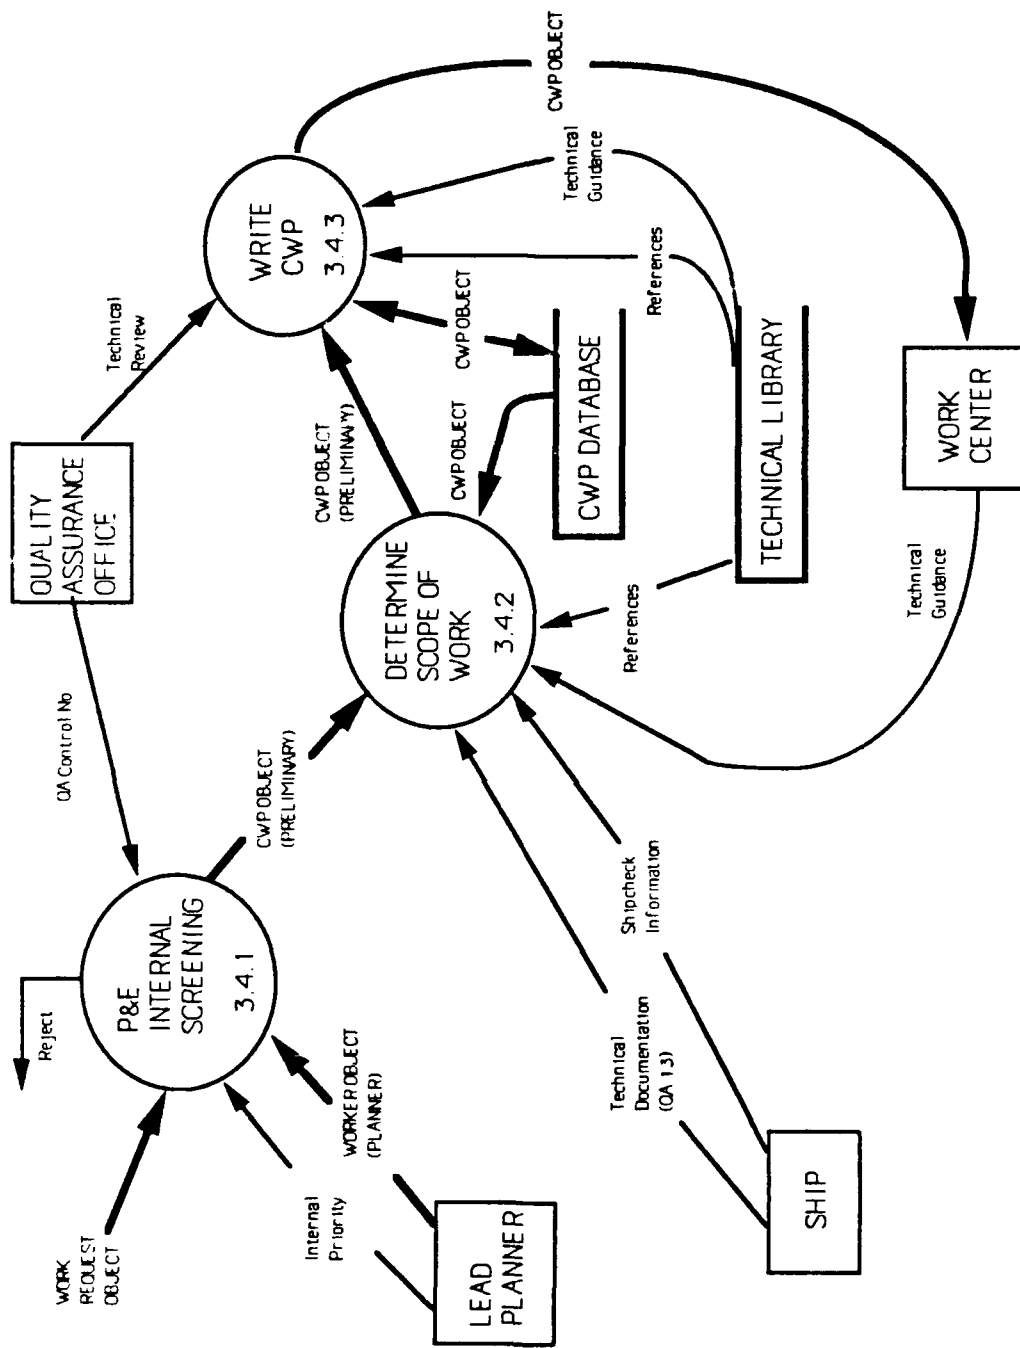 WORK
REQUEST
OBJECT
Reject
P&E
INTERNAL
SCREENING
3.4.1
QA Control No
QUALITY
ASSURANCE
OFFICE
Technical
Review
Internal
Priority
WORKER OBJECT
(PLANNER)
LEAD
PLANNER
CWP OBJECT
(PRELIMINARY)
DETERMINE
SCOPE OF
WORK
3.4.2
CWP OBJECT
(PRELIMINARY)
WRITE
CWP
3.4.3
CWP OBJECT
CWP OBJECT
CWP DATABASE
References
References
Technical
Guidance
TECHNICAL LIBRARY
CWP OBJECT
Technical
Documentation
(QA 13)
Shipcheck
Information
SHIP
Technical
Guidance
WORK
CENTER